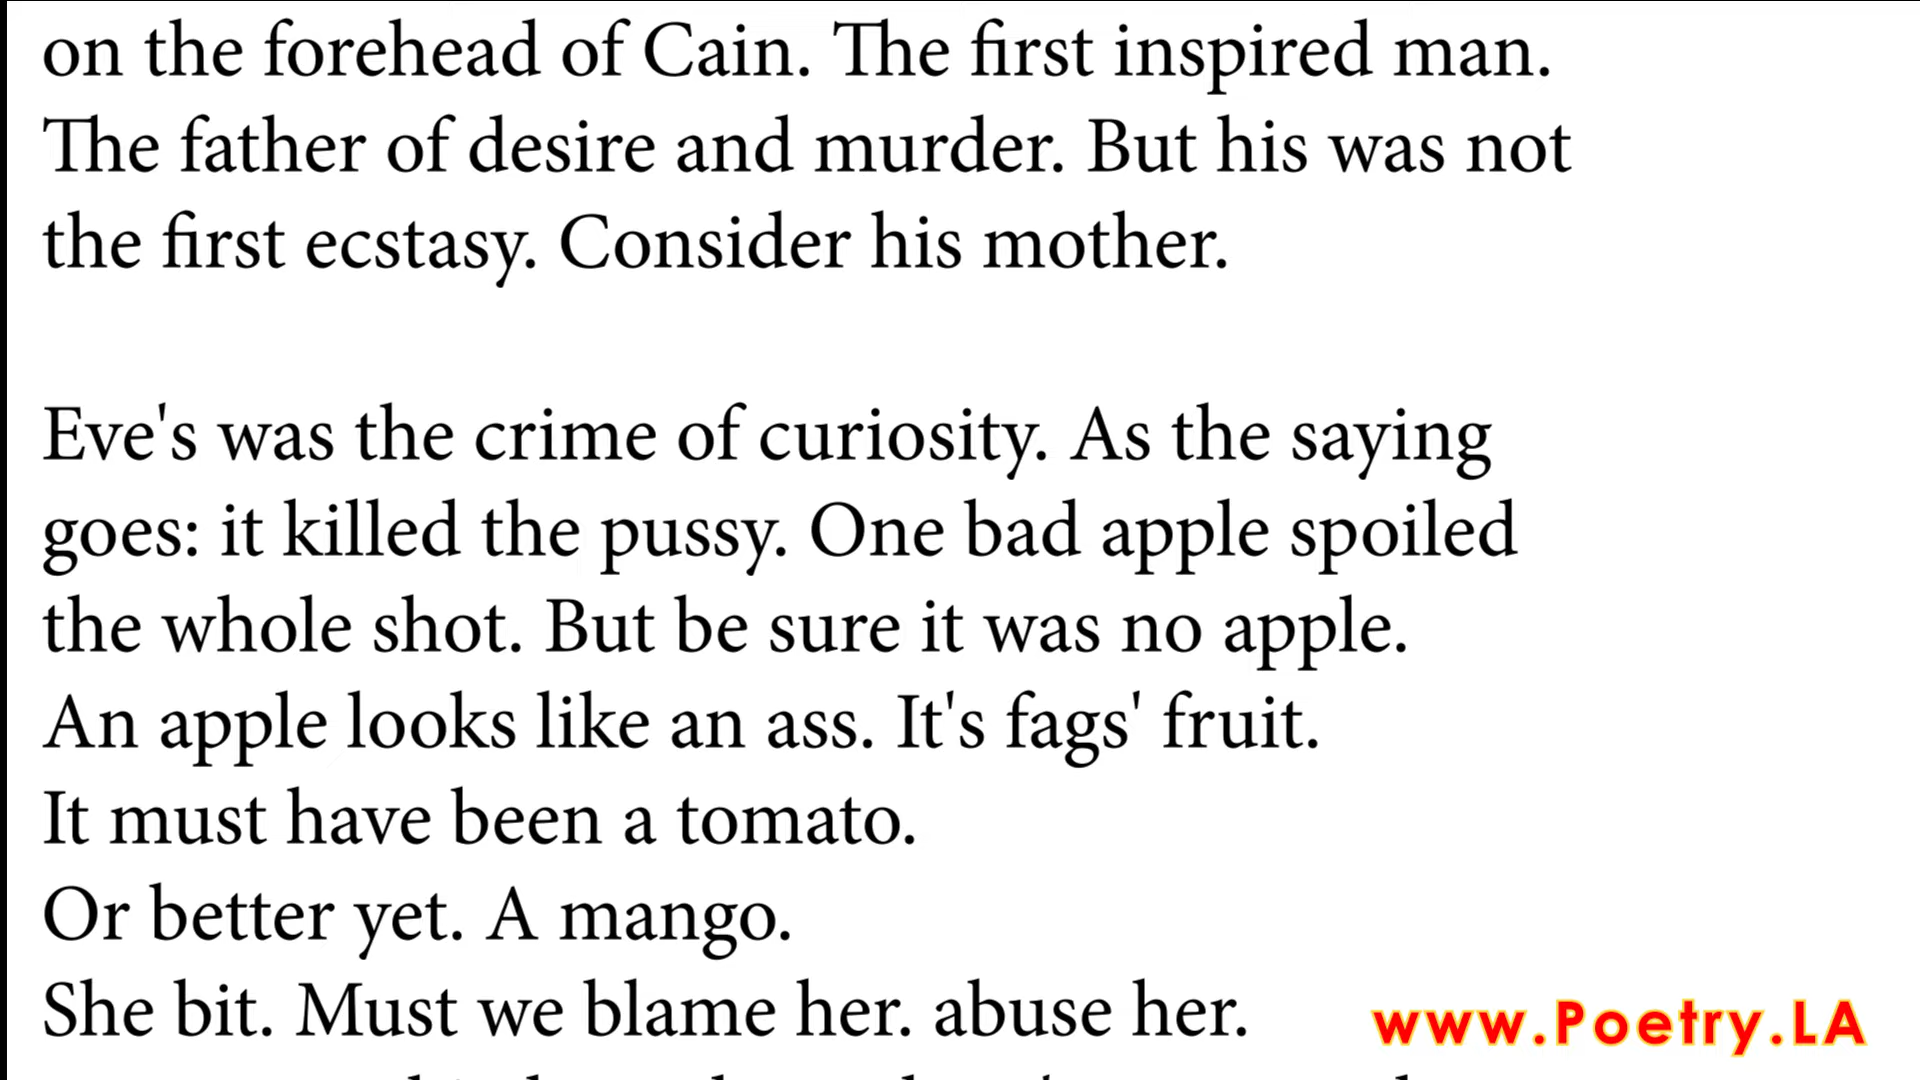 on the forehead of Cain. The first inspired man.
The father of desire and murder. But his was not
the first ecstasy. Consider his mother.
Eve's was the crime of curiosity. As the saying
goes: it killed the pussy. One bad apple spoiled
the whole shot. But be sure it was no apple.
An apple looks like an ass. It's fags' fruit.
It must have been a tomato.
Or better yet. A mango.
She bit. Must we blame her. abuse her.
www.Poetry.LA